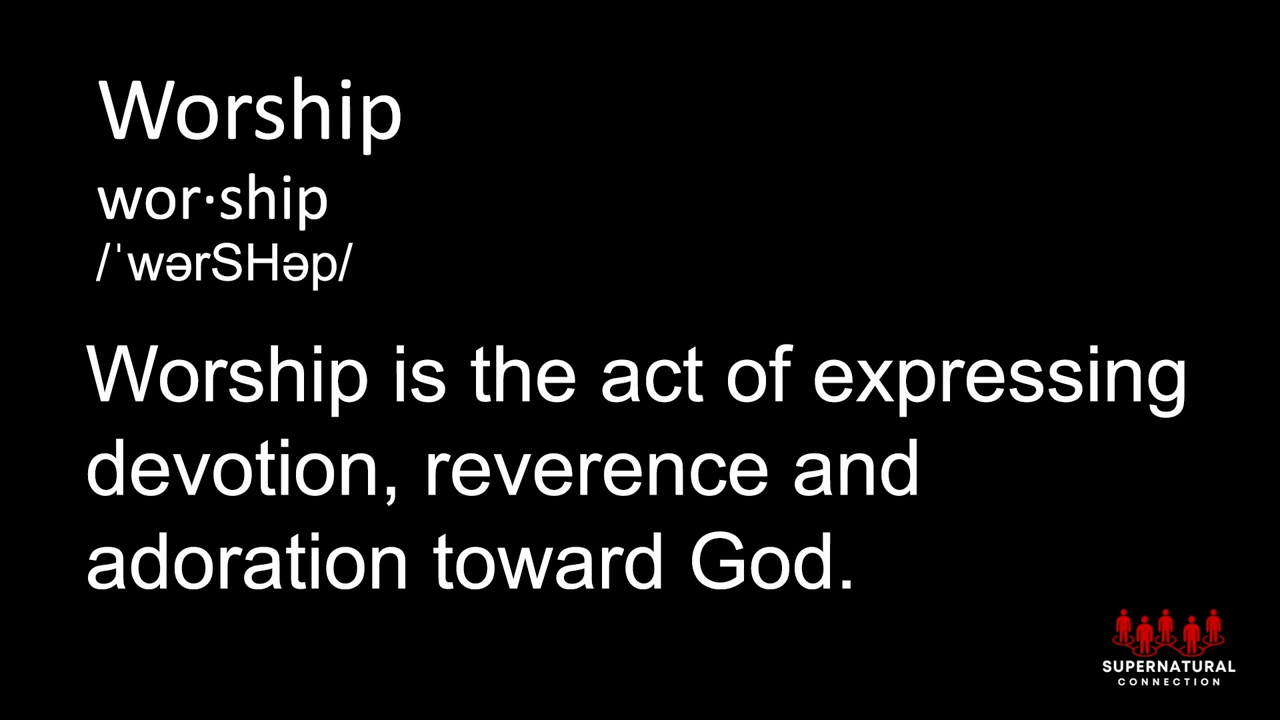 Worship
wor·ship
/ˈwərSHəp/
Worship is the act of expressing
devotion, reverence and
adoration toward God.
SUPERNATURAL
CONNECTION